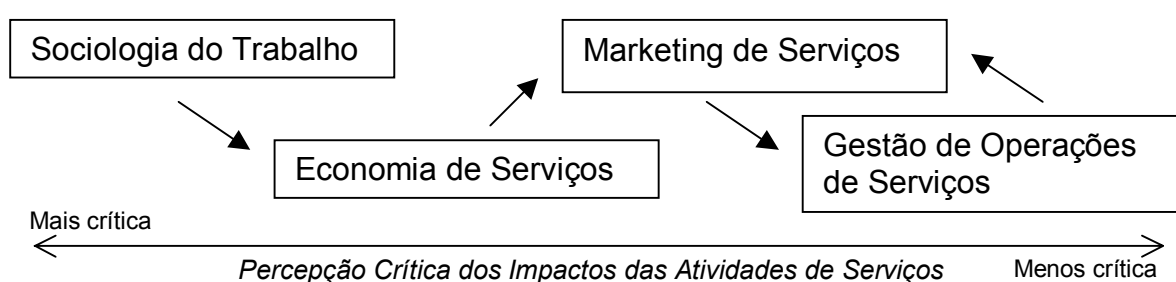 Sociologia do Trabalho
Marketing de Serviços
Economia de Serviços
Gestão de Operações
de Serviços
Mais crítica
Percepção Crítica dos Impactos das Atividades de Serviços
Menos crítica